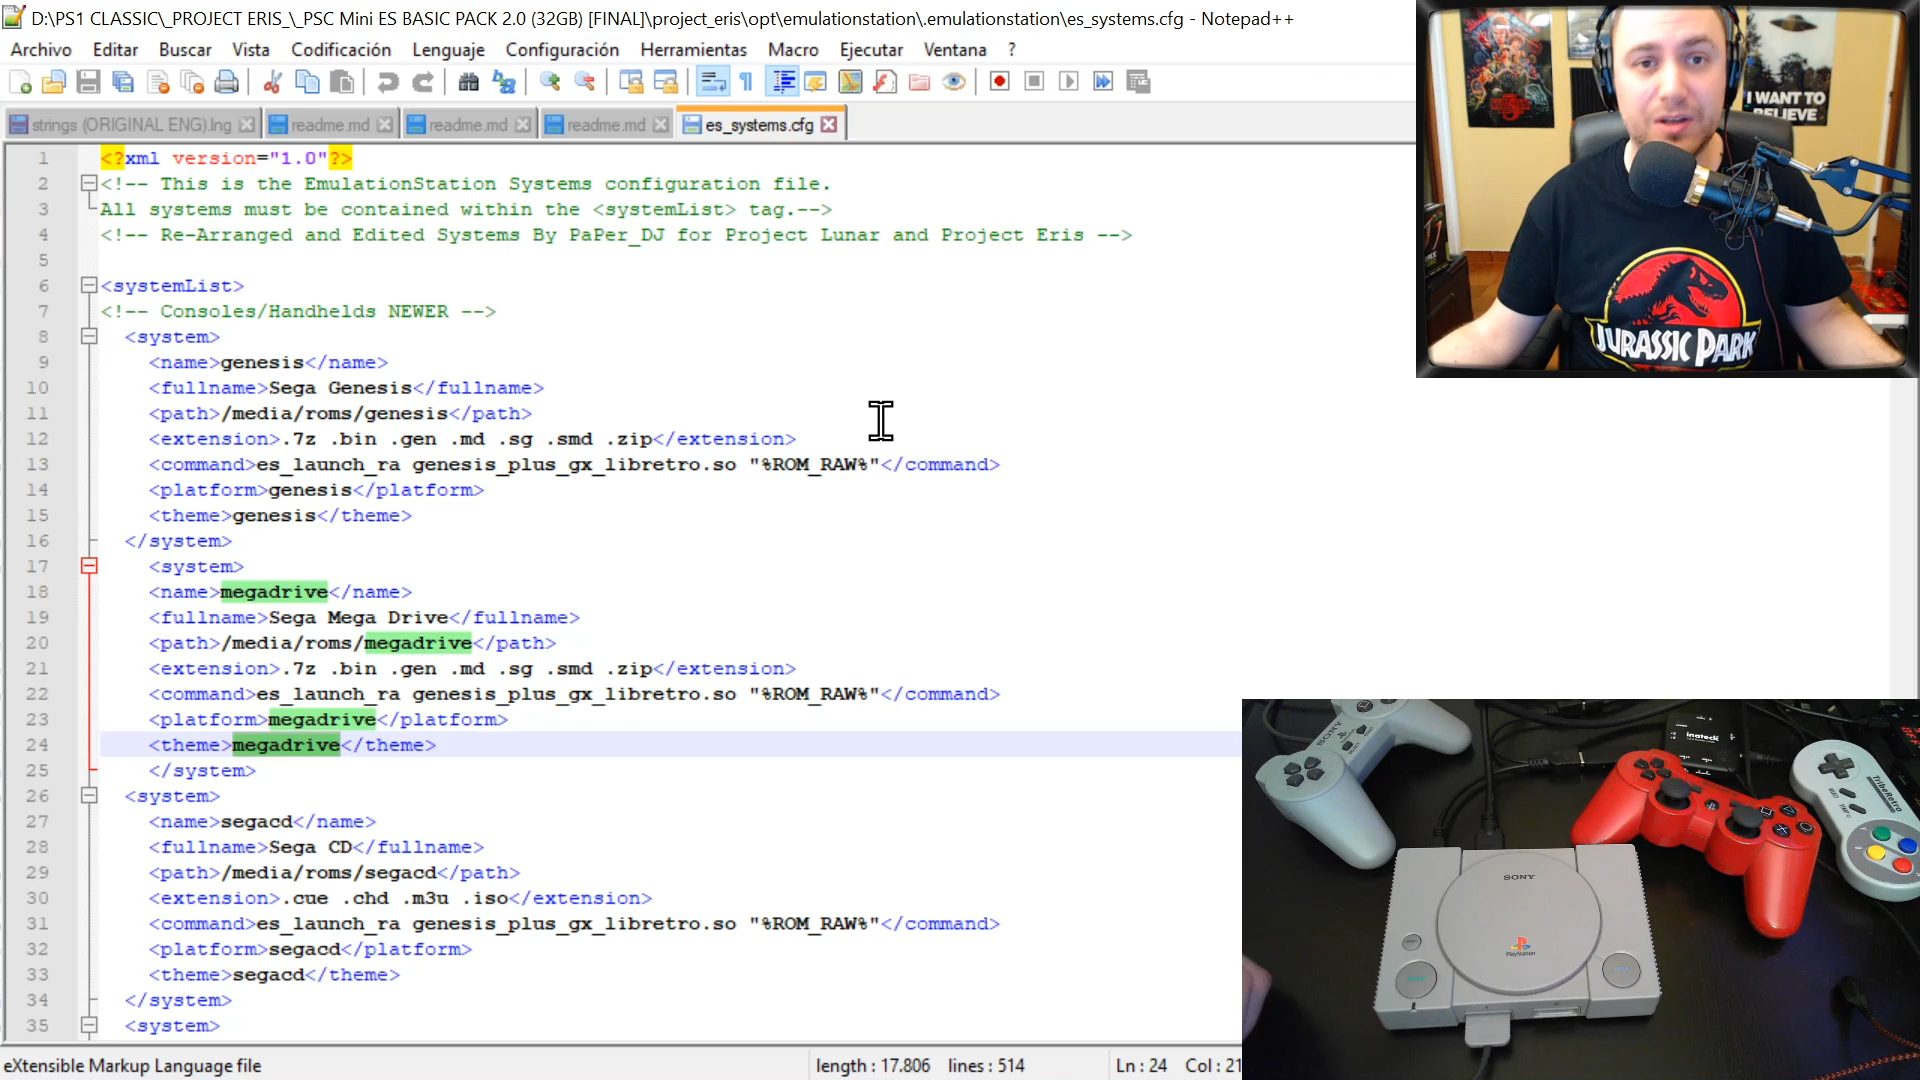 D:\PS1 CLASSIC\_PROJECT ERIS_\_PSC Mini ES BASIC PACK 2.0 (32GB) [FINAL]\project_eris\opt\emulationstation\.emulationstation\es_systems.cfg - Notepad++
Archivo Editar Buscar Vista Codificación Lenguaje Configuración Herramientas Macro Ejecutar Ventana ?
strings (ORIGINAL ENG).lng readme.md readme.md readme.md es_systems.cfg
1 <?xml version="1.0"?>
2 <!-- This is the EmulationStation Systems configuration file.
3 All systems must be contained within the <systemList> tag.-->
4 <!-- Re-Arranged and Edited Systems By PaPer_DJ for Project Lunar and Project Eris -->
5
6 <systemList>
7 <!-- Consoles/Handhelds NEWER -->
8 <system>
9 <name>genesis</name>
10 <fullname>Sega Genesis</fullname>
11 <path>/media/roms/genesis</path>
12 <extension>.7z .bin .gen .md .sg .smd .zip</extension>
13 <command>es_launch_ra genesis_plus_gx_libretro.so "%ROM_RAW%"</command>
14 <platform>genesis</platform>
15 <theme>genesis</theme>
16 </system>
17 <system>
18 <name>megadrive</name>
19 <fullname>Sega Mega Drive</fullname>
20 <path>/media/roms/megadrive</path>
21 <extension>.7z .bin .gen .md .sg .smd .zip</extension>
22 <command>es_launch_ra genesis_plus_gx_libretro.so "%ROM_RAW%"</command>
23 <platform>megadrive</platform>
24 <theme>megadrive</theme>
25 </system>
26 <system>
27 <name>segacd</name>
28 <fullname>Sega CD</fullname>
29 <path>/media/roms/segacd</path>
30 <extension>.cue .chd .m3u .iso</extension>
31 <command>es_launch_ra genesis_plus_gx_libretro.so "%ROM_RAW%"</command>
32 <platform>segacd</platform>
33 <theme>segacd</theme>
34 </system>
35 <system>
eXtensible Markup Language file length : 17.806 lines : 514 Ln : 24 Col : 21
I WANT TO
BELIEVE
JURASSIC PARK
SONY
inateck
TribeRetro
SELECT
START
SONY
PlayStation